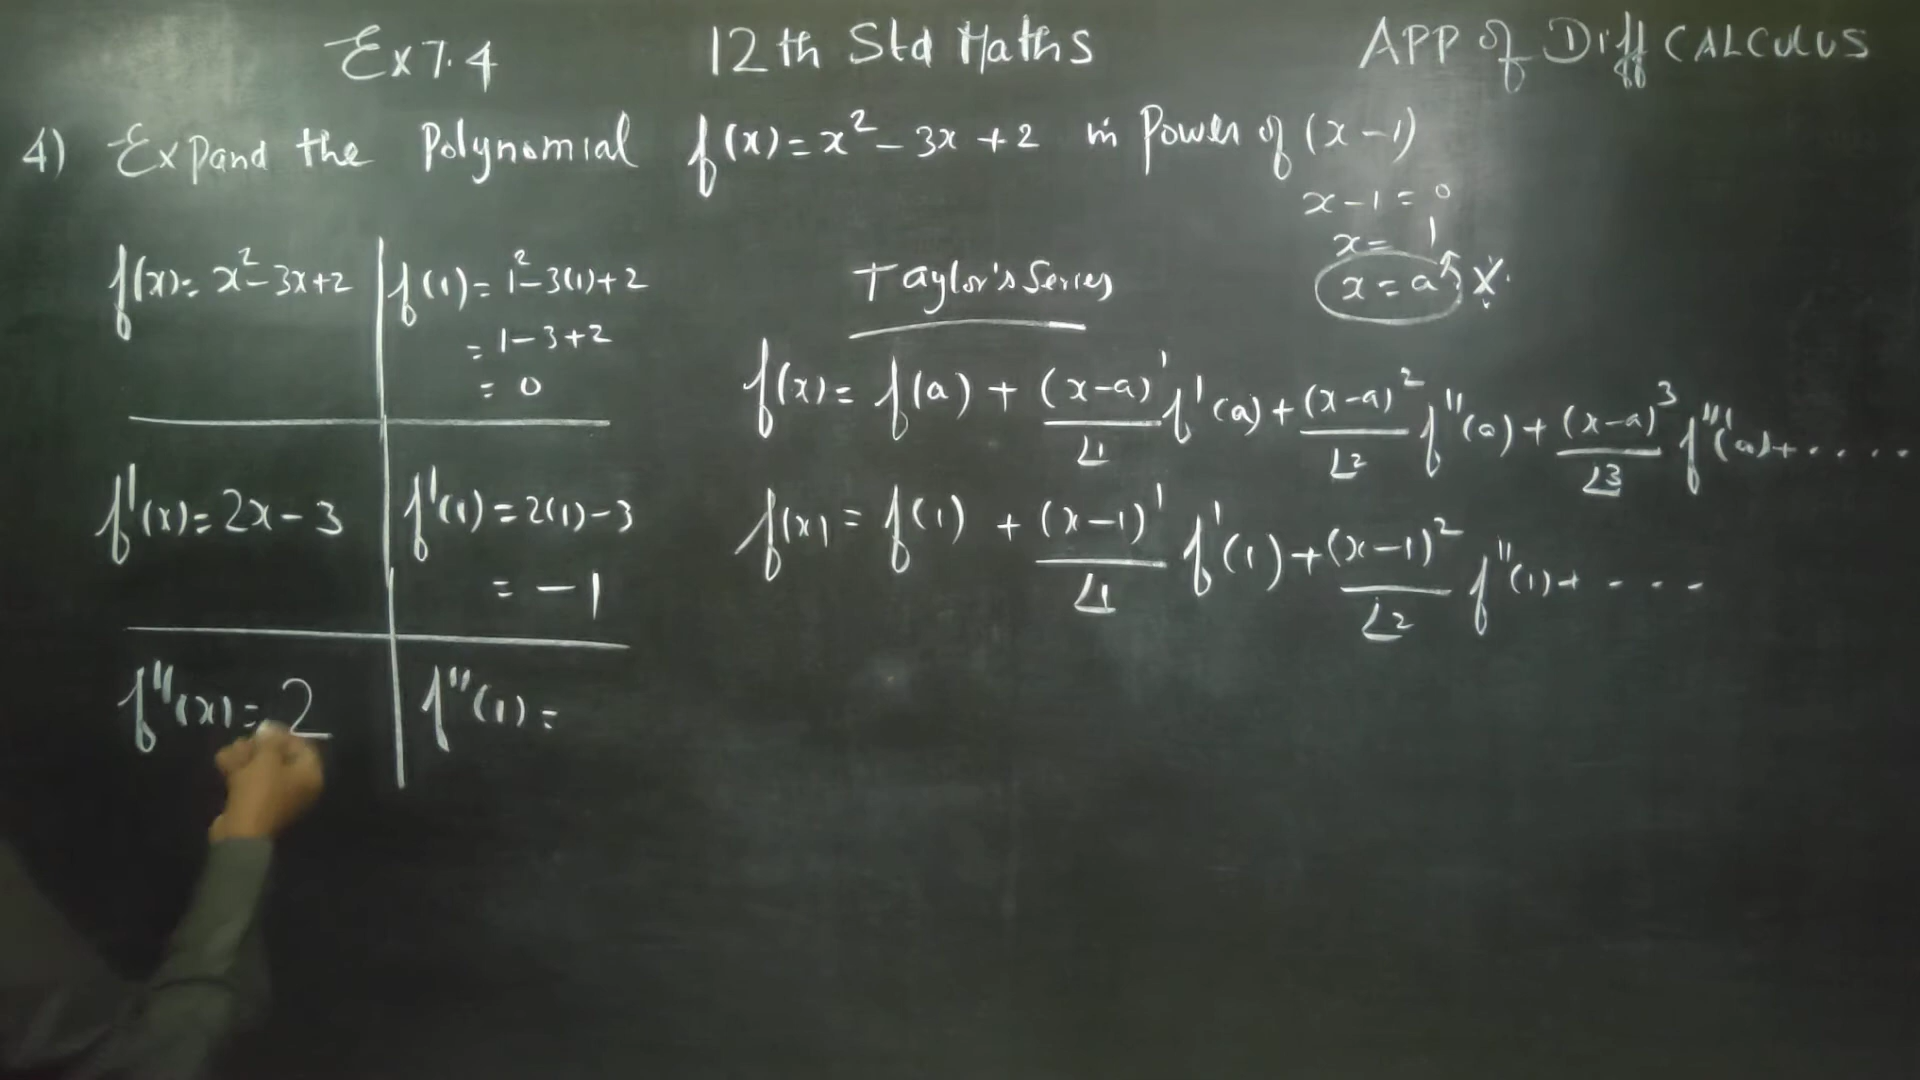 Ex 7.4 12th Std Maths APP of Diff CALCULUS
4) Expand the Polynomial f(x) = x² - 3x + 2 in Power of (x - 1)
x - 1 = 0
x = 1
x = a
f(x) = x² - 3x + 2 f(1) = 1² - 3(1) + 2
= 1 - 3 + 2
= 0
f'(x) = 2x - 3 f'(1) = 2(1) - 3
= -1
f''(x) = 2 f''(1) =
Taylor's Series
f(x) = f(a) + (x-a)¹/∠1 f'(a) + (x-a)²/∠2 f''(a) + (x-a)³/∠3 f'''(a) + .....
f(x) = f(1) + (x-1)¹/∠1 f'(1) + (x-1)²/∠2 f''(1) + - - -